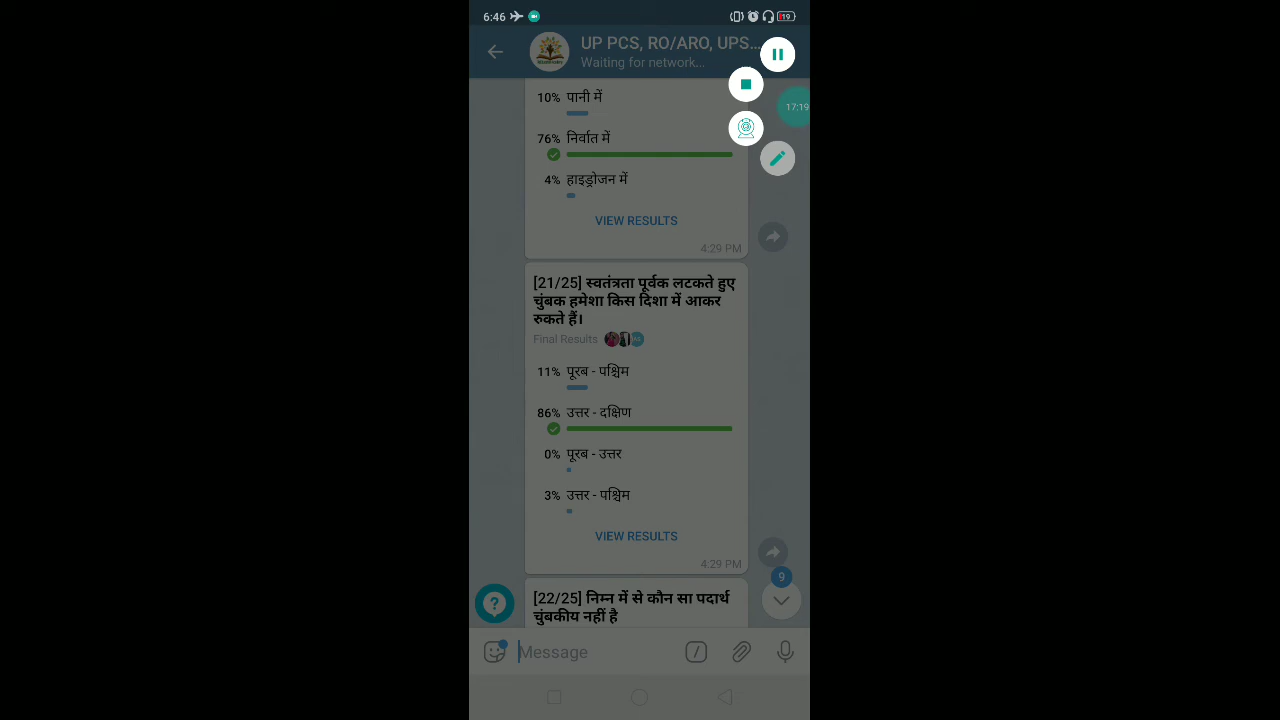 6:46
19
UP PCS, RO/ARO, UPS...
Waiting for network...
17:19
10% पानी में
76% निर्वात में
4% हाइड्रोजन में
VIEW RESULTS
4:29 PM
[21/25] स्वतंत्रता पूर्वक लटकते हुए
चुंबक हमेशा किस दिशा में आकर
रुकते हैं।
Final Results
11% पूरब - पश्चिम
86% उत्तर - दक्षिण
0% पूरब - उत्तर
3% उत्तर - पश्चिम
VIEW RESULTS
4:29 PM
9
[22/25] निम्न में से कौन सा पदार्थ
चुंबकीय नहीं है
Message